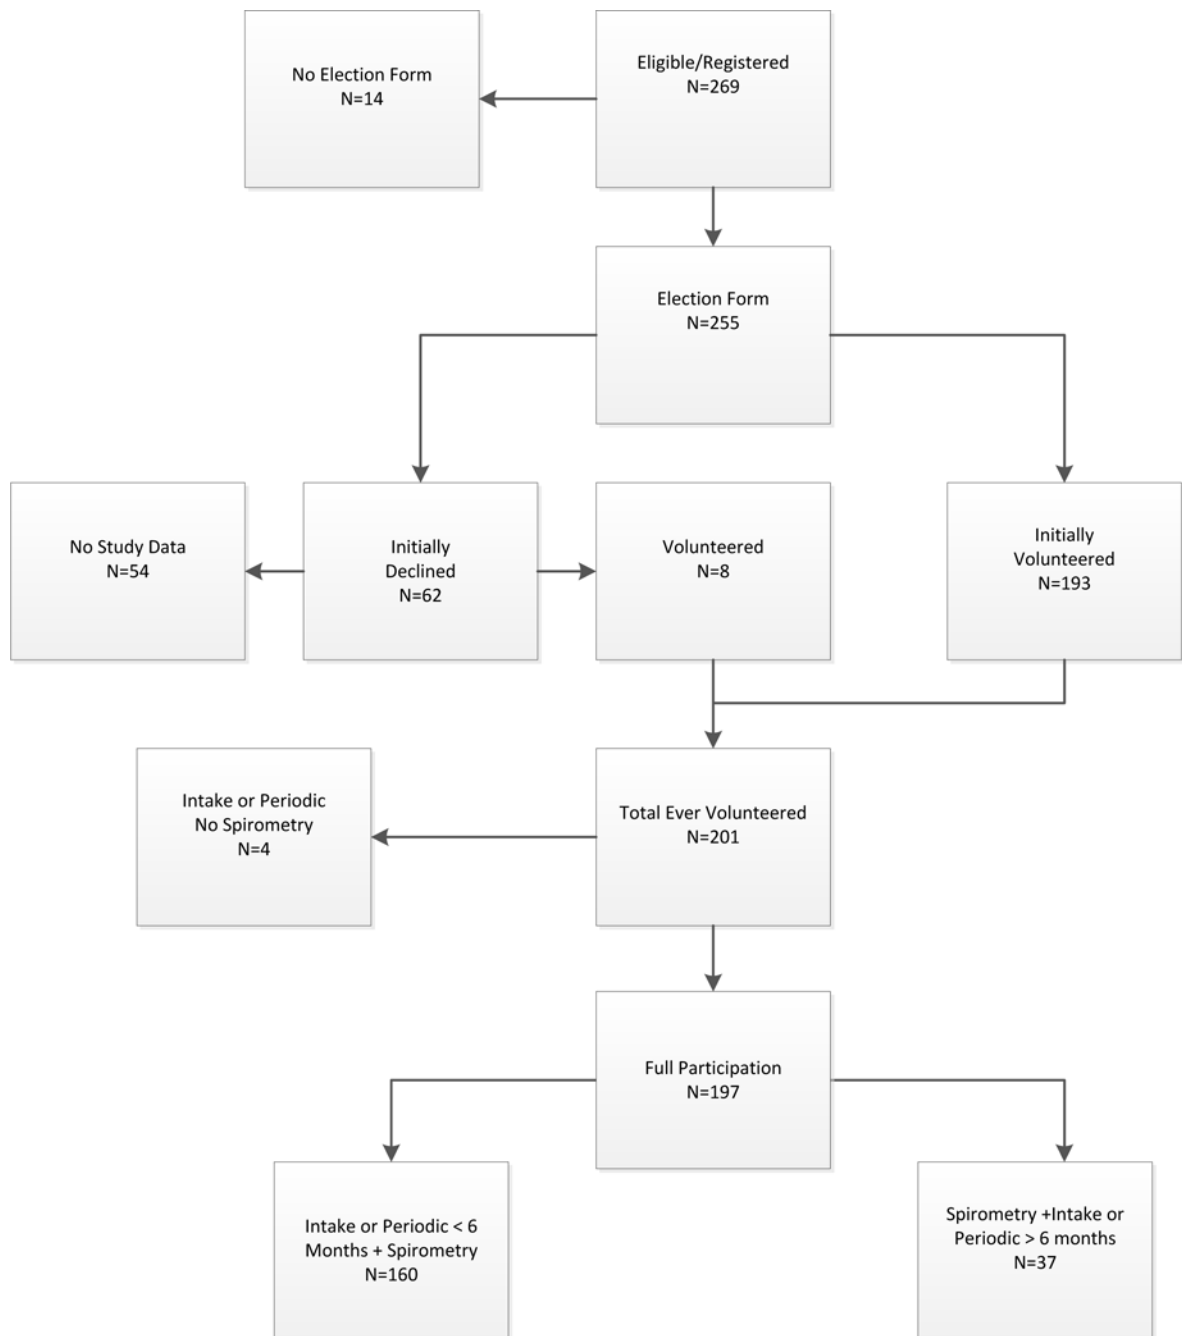 No Election Form
N=14
Eligible/Registered
N=269
Election Form
N=255
No Study Data
N=54
Initially
Declined
N=62
Volunteered
N=8
Initially
Volunteered
N=193
Intake or Periodic
No Spirometry
N=4
Total Ever Volunteered
N=201
Full Participation
N=197
Intake or Periodic < 6
Months + Spirometry
N=160
Spirometry +Intake or
Periodic > 6 months
N=37